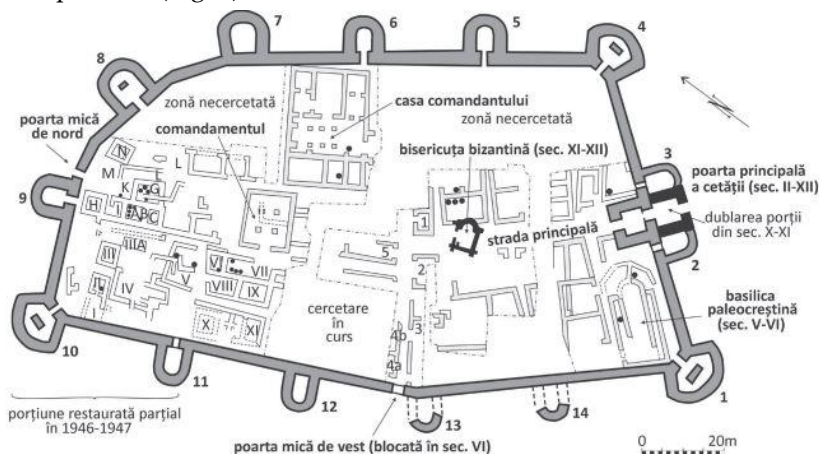 7
6
5
4
8
zonă necercetată
casa comandantului
zonă necercetată
comandamentul
poarta mică
de nord
bisericuța bizantină (sec. XI-XII)
3
poarta principală
a cetății (sec. II-XII)
N
M
L
E
K
G
9
H
I
A
B
C
1
strada principală
dublarea porții
din sec. X-XI
IIIA
III
5
2
2
VI
VII
V
II
IV
VIII
IX
cercetare
în
curs
basilica
paleocreștină
(sec. V-VI)
I
X
XI
3
4b
4a
10
1
11
12
13
14
porțiune restaurată parțial
în 1946-1947
poarta mică de vest (blocată în sec. VI)
0
20m